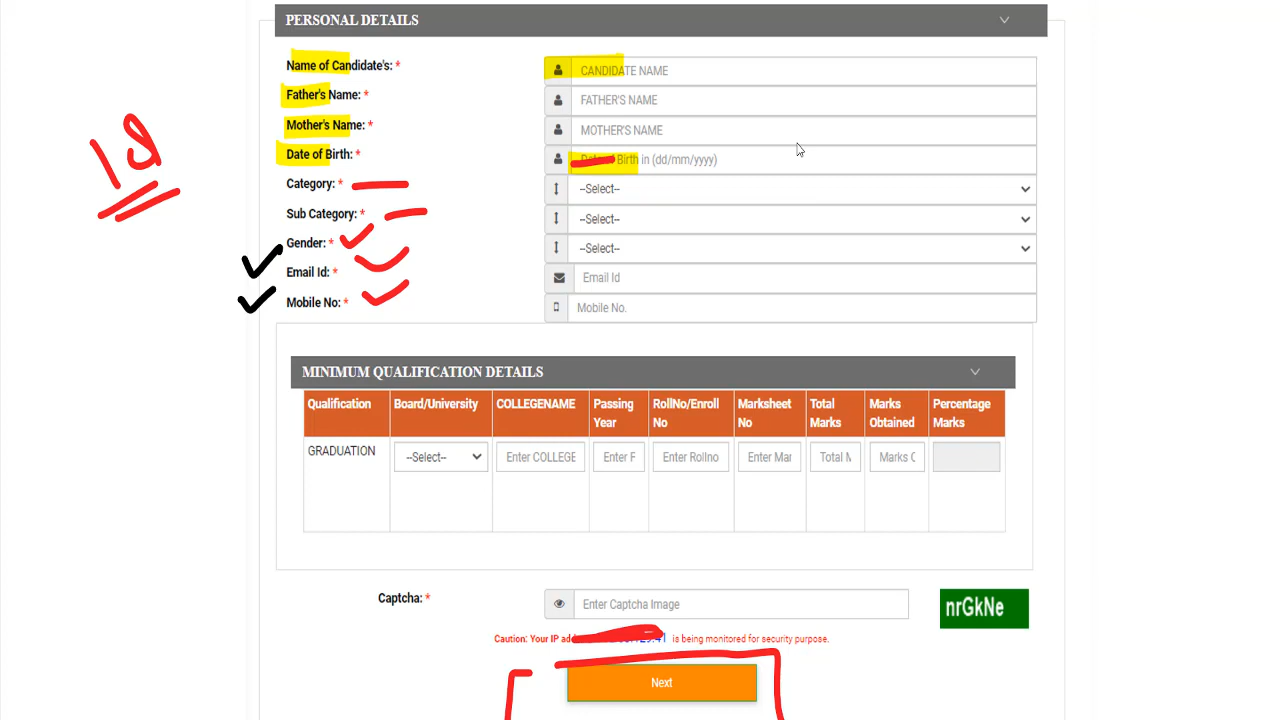 PERSONAL DETAILS
Name of Candidate's: * CANDIDATE NAME
Father's Name: * FATHER'S NAME
Mother's Name: * MOTHER'S NAME
Date of Birth: * Date of Birth in (dd/mm/yyyy)
Category: * --Select--
Sub Category: * --Select--
Gender: * --Select--
Email Id: * Email Id
Mobile No: * Mobile No.
MINIMUM QUALIFICATION DETAILS
Qualification Board/University COLLEGENAME Passing Year RollNo/Enroll No Marksheet No Total Marks Marks Obtained Percentage Marks
GRADUATION --Select-- Enter COLLEGE Enter F Enter Rollno Enter Mar Total M Marks C
Captcha: * Enter Captcha Image nrGkNe
Caution: Your IP is being monitored for security purpose.
Next